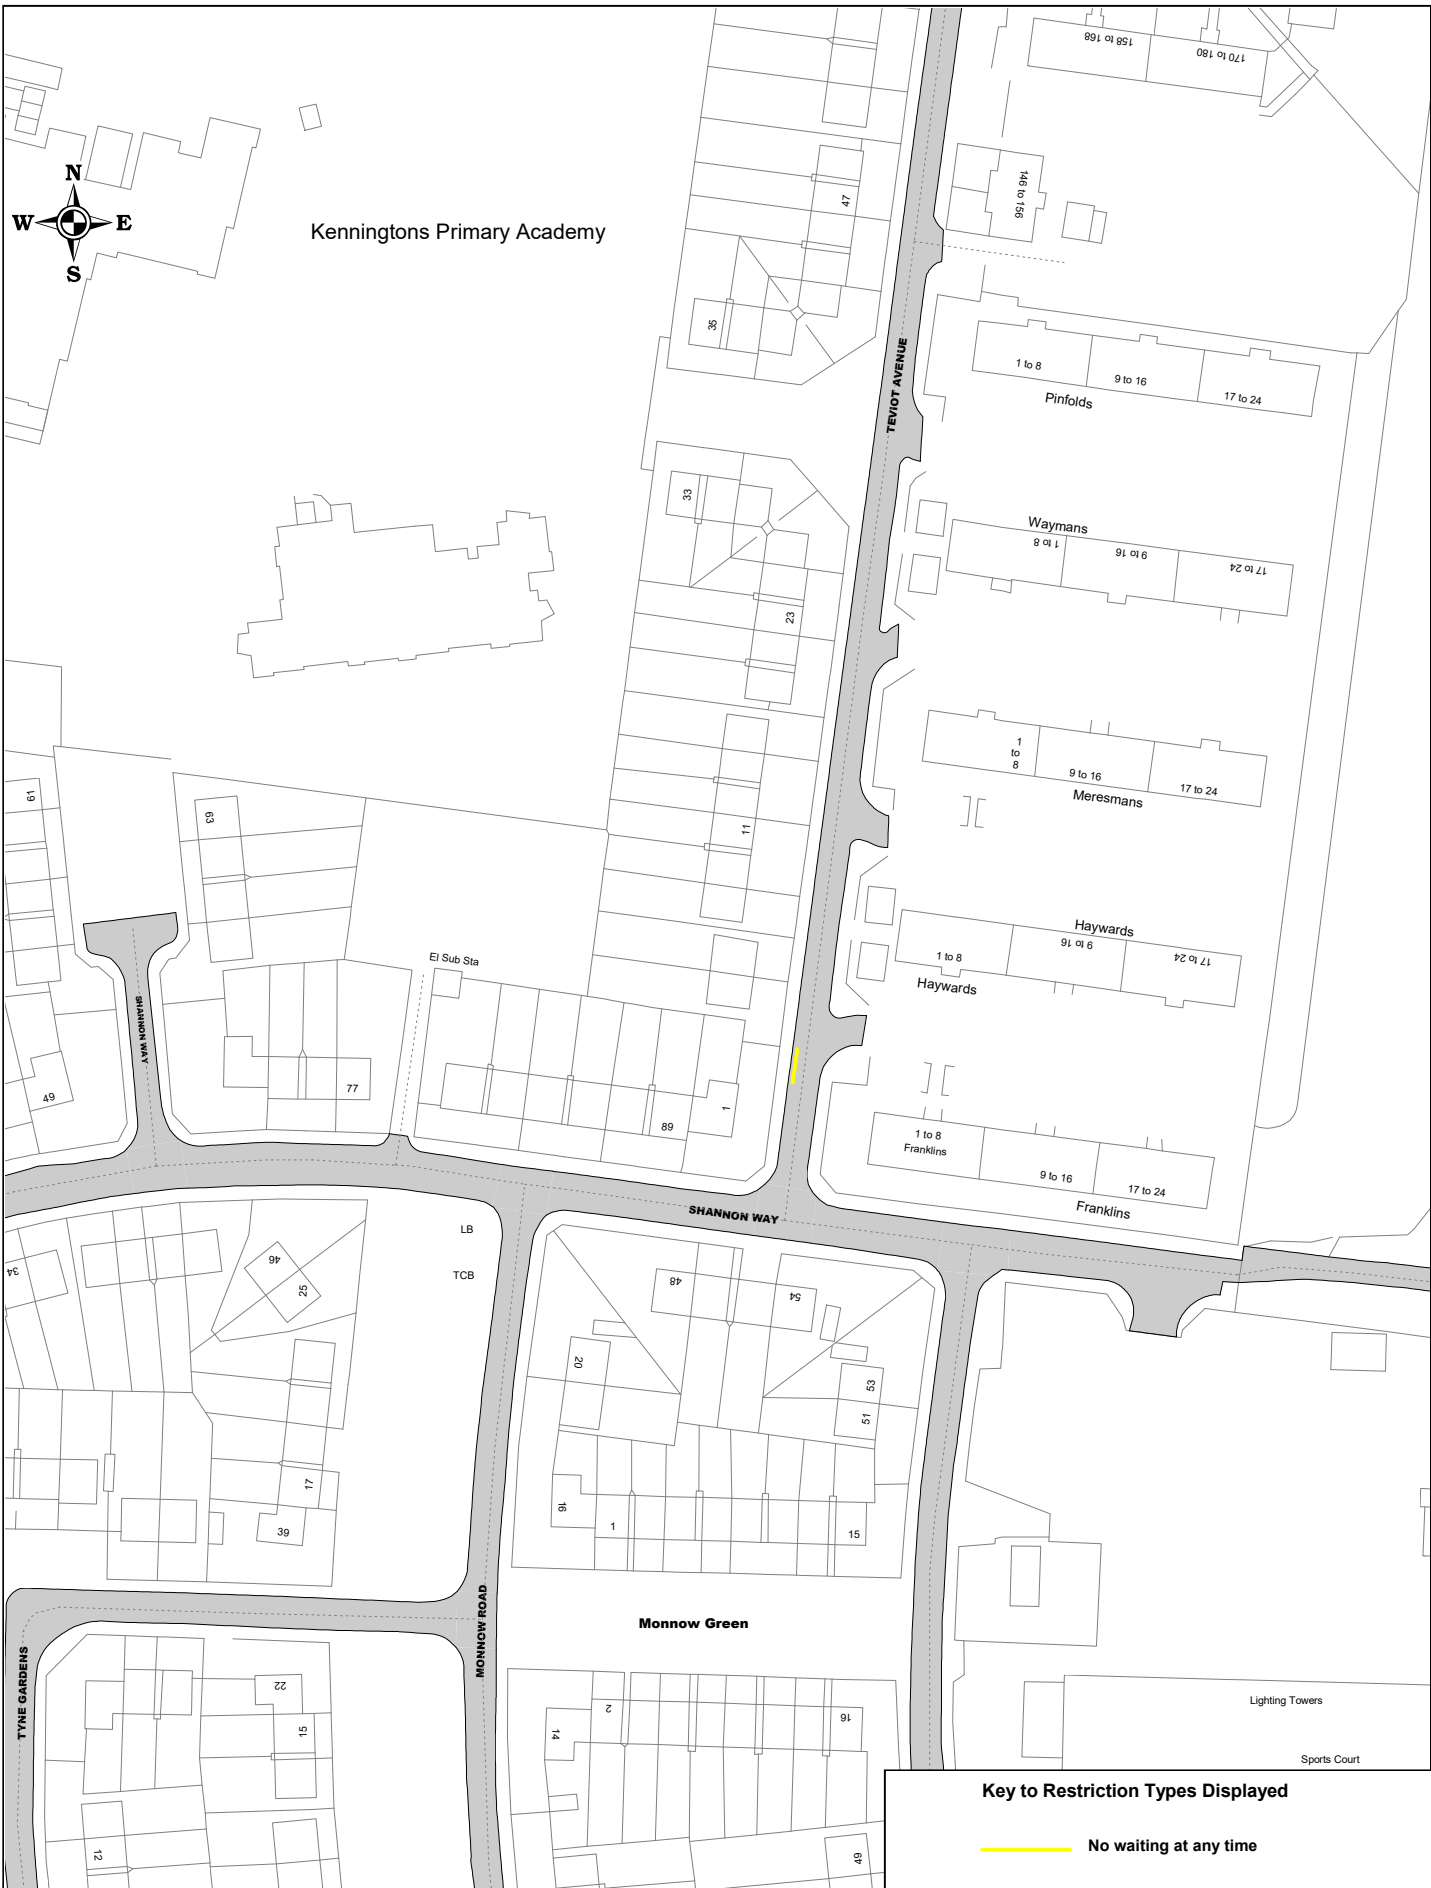 158 to 168
170 to 180
N
W
E
S
146 to 156
47
Kenningtons Primary Academy
35
TEVIOT AVENUE
1 to 8
9 to 16
17 to 24
Pinfolds
33
Waymans
1 to 8
9 to 16
17 to 24
23
1
to
8
9 to 16
17 to 24
Meresmans
61
63
11
Haywards
1 to 8
9 to 16
17 to 24
Haywards
El Sub Sta
SHANNON WAY
49
77
89
1
1 to 8
Franklins
9 to 16
17 to 24
Franklins
SHANNON WAY
LB
TCB
34
46
25
48
54
20
53
51
17
39
16
1
15
MONNOW ROAD
Monnow Green
TYNE GARDENS
22
15
14
2
16
Lighting Towers
Sports Court
12
49
Key to Restriction Types Displayed
No waiting at any time